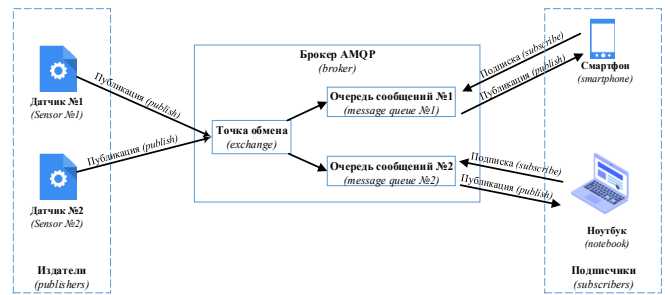 Датчик №1
(Sensor №1)
Датчик №2
(Sensor №2)
Издатели
(publishers)
Публикация (publish)
Публикация (publish)
Брокер AMQP
(broker)
Точка обмена
(exchange)
Очередь сообщений №1
(message queue №1)
Очередь сообщений №2
(message queue №2)
Подписка (subscribe)
Публикация (publish)
Подписка (subscribe)
Публикация (publish)
Смартфон
(smartphone)
Ноутбук
(notebook)
Подписчики
(subscribers)